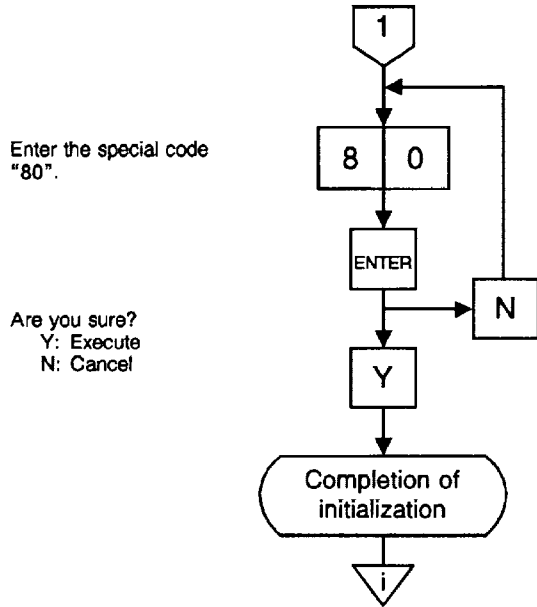 1
Enter the special code
"80".
8 0
ENTER
N
Are you sure?
Y: Execute
N: Cancel
Y
Completion of
initialization
i